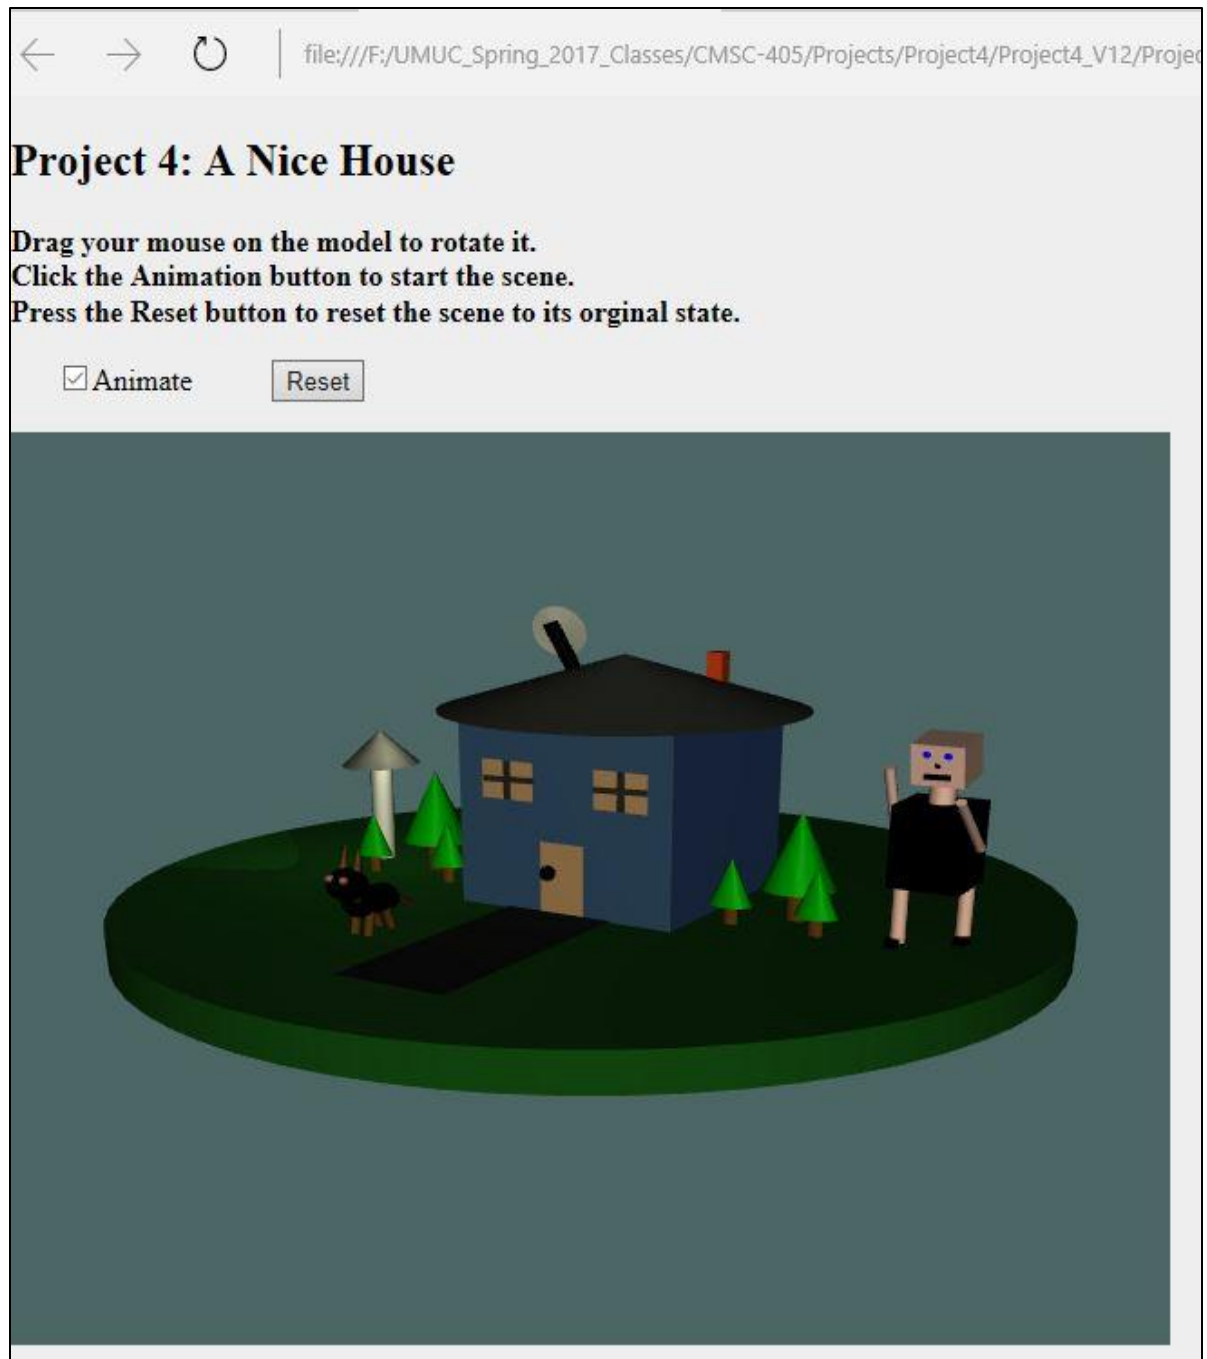 file:///F:/UMUC_Spring_2017_Classes/CMSC-405/Projects/Project4/Project4_V12/Projec
Project 4: A Nice House
Drag your mouse on the model to rotate it.
Click the Animation button to start the scene.
Press the Reset button to reset the scene to its orginal state.
Animate Reset